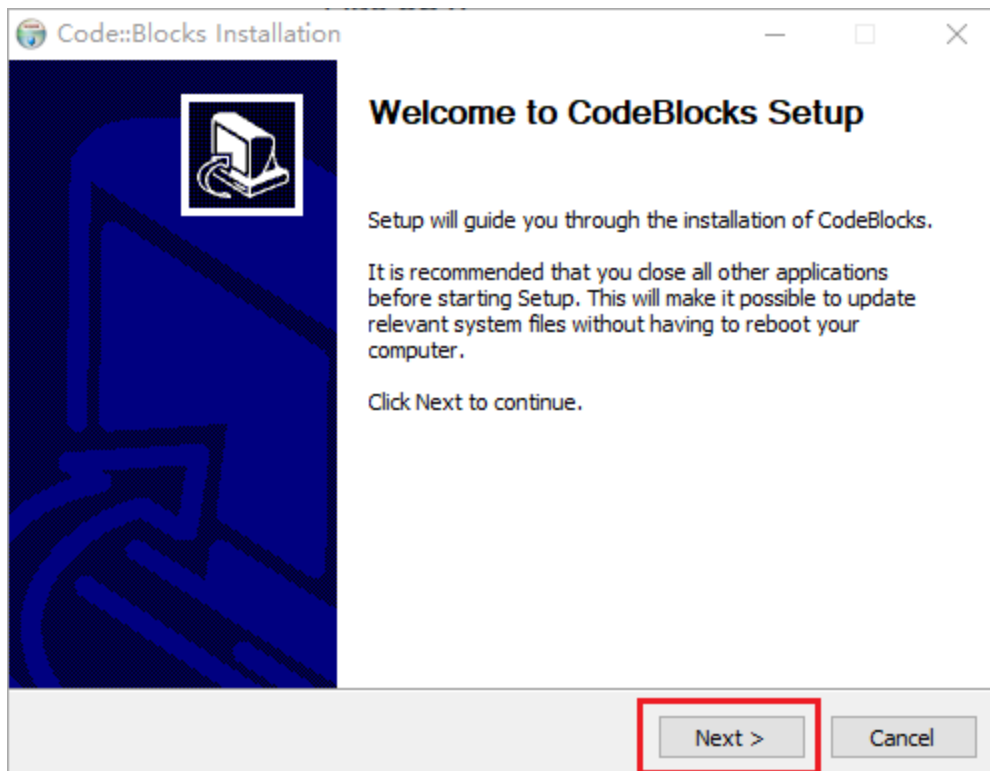 Code::Blocks Installation
Welcome to CodeBlocks Setup
Setup will guide you through the installation of CodeBlocks.
It is recommended that you close all other applications
before starting Setup. This will make it possible to update
relevant system files without having to reboot your
computer.
Click Next to continue.
Next >
Cancel